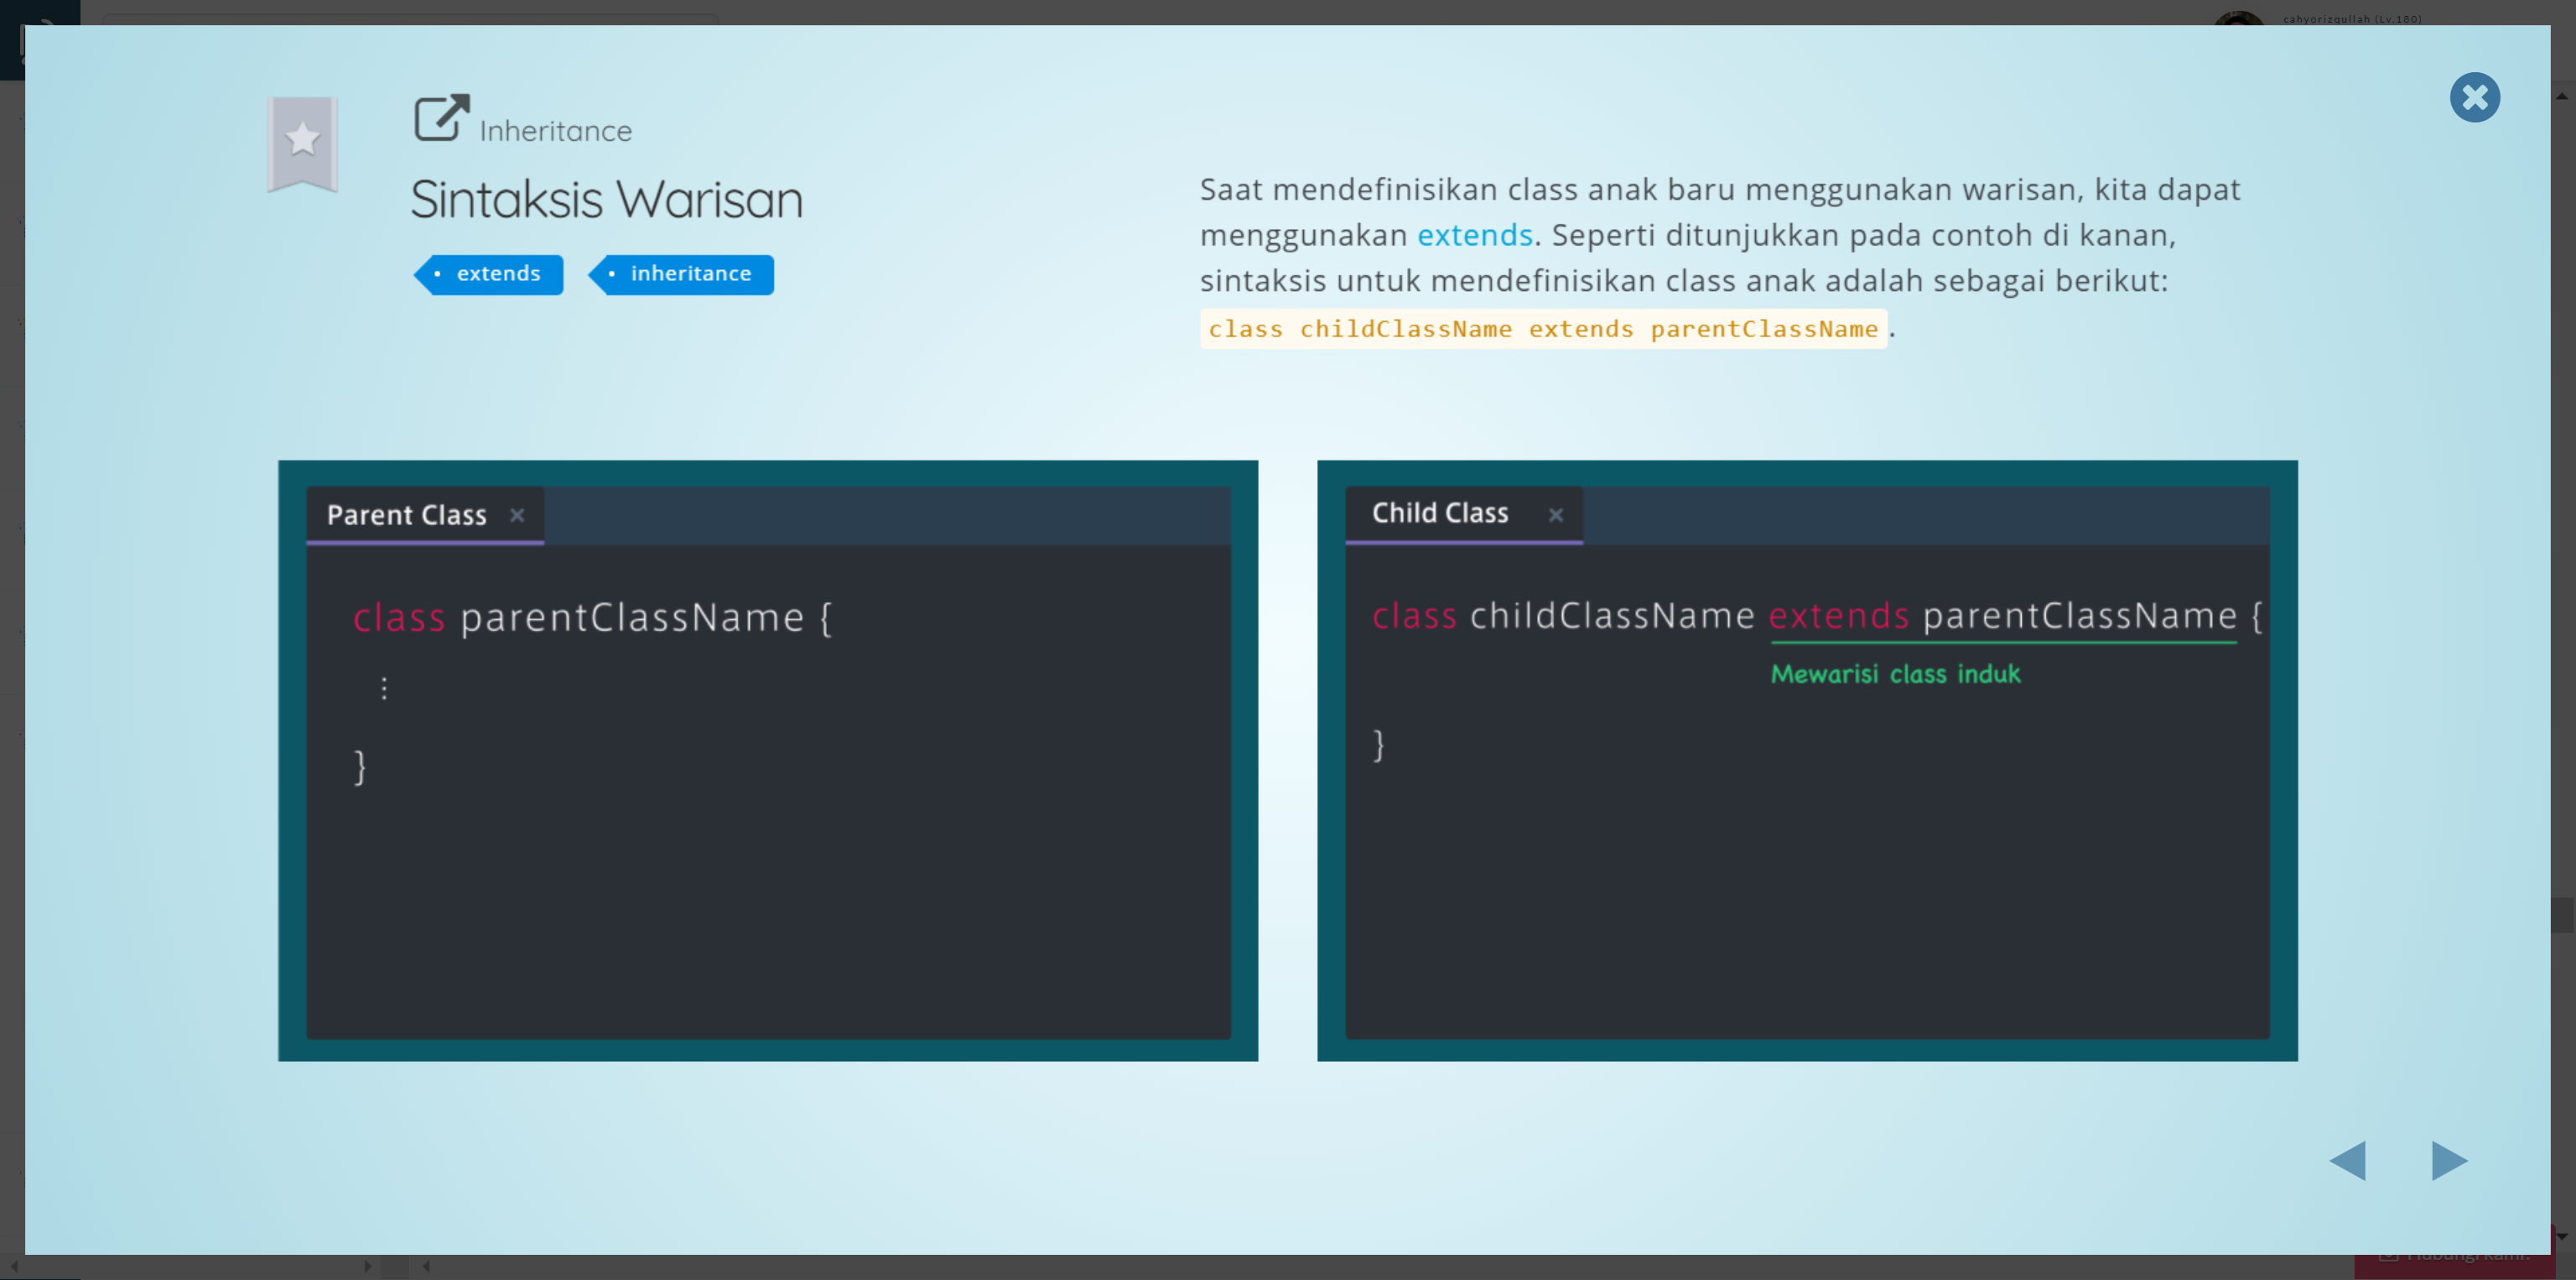 cahyorizqullah (Lv.180)
Inheritance
Sintaksis Warisan
extends
inheritance
Saat mendefinisikan class anak baru menggunakan warisan, kita dapat
menggunakan extends. Seperti ditunjukkan pada contoh di kanan,
sintaksis untuk mendefinisikan class anak adalah sebagai berikut:
class childClassName extends parentClassName.
Parent Class ×
class parentClassName {
⋮
}
Child Class ×
class childClassName extends parentClassName {
Mewarisi class induk
}
Hubungi kami